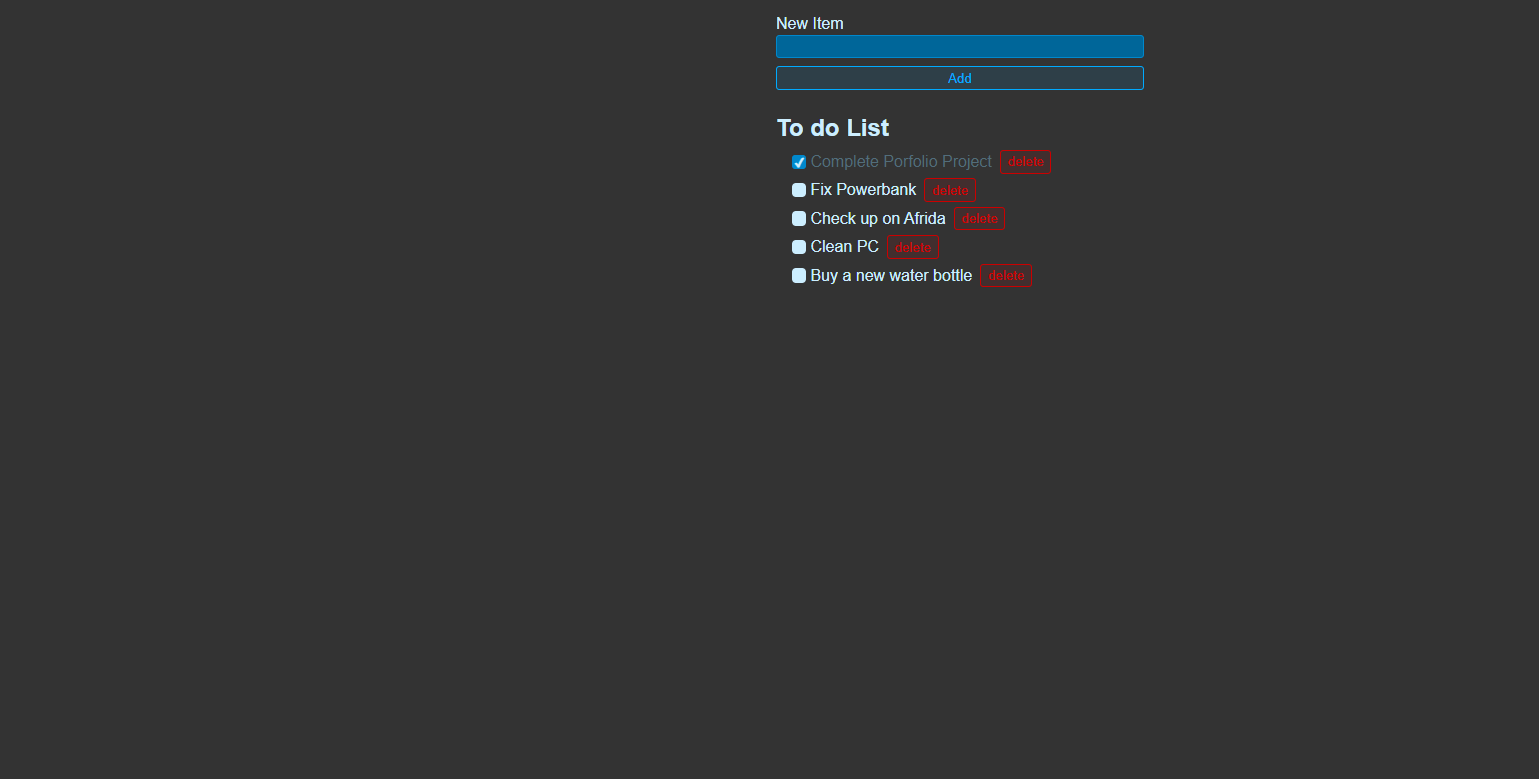 New Item
Add
To do List
Complete Porfolio Project delete
Fix Powerbank delete
Check up on Afrida delete
Clean PC delete
Buy a new water bottle delete